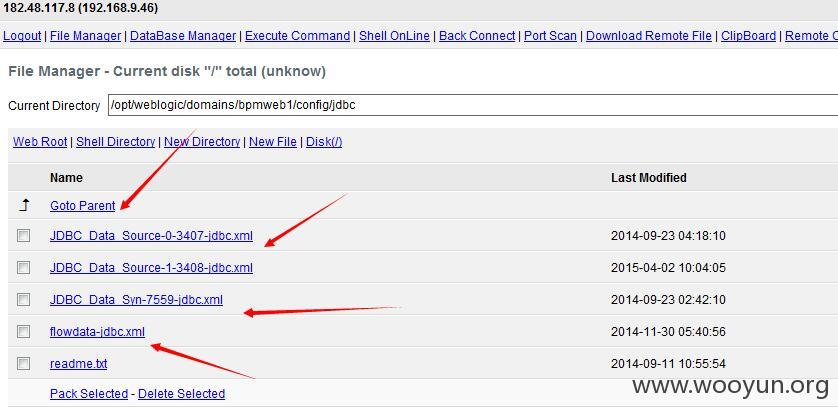 182.48.117.8 (192.168.9.46)
Logout | File Manager | DataBase Manager | Execute Command | Shell OnLine | Back Connect | Port Scan | Download Remote File | ClipBoard | Remote C
File Manager - Current disk "/" total (unknow)
Current Directory /opt/weblogic/domains/bpmweb1/config/jdbc
Web Root | Shell Directory | New Directory | New File | Disk(/)
Name Last Modified
Goto Parent
JDBC_Data_Source-0-3407-jdbc.xml 2014-09-23 04:18:10
JDBC_Data_Source-1-3408-jdbc.xml 2015-04-02 10:04:05
JDBC_Data_Syn-7559-jdbc.xml 2014-09-23 02:42:10
flowdata-jdbc.xml 2014-11-30 05:40:56
readme.txt 2014-09-11 10:55:54
Pack Selected - Delete Selected
www.wooyun.org